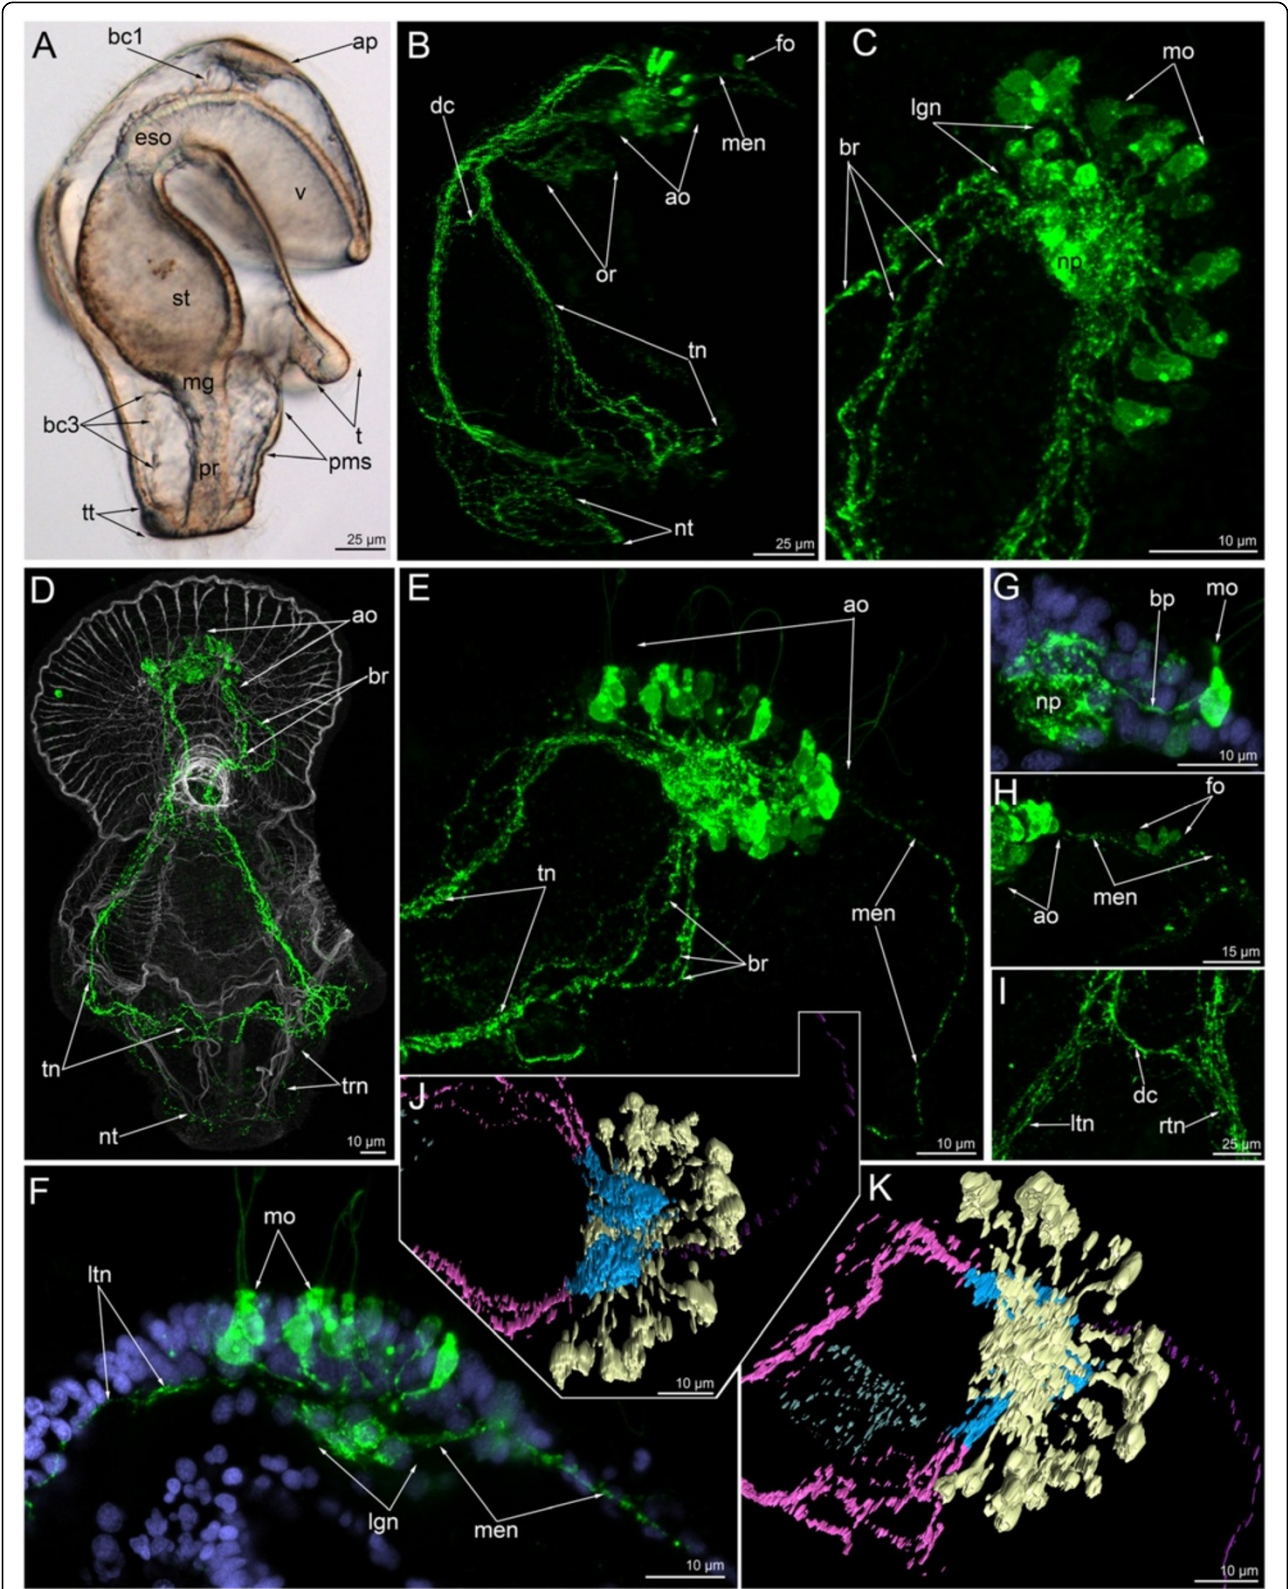 A
bc1
ap
eso
v
st
mg
bc3
t
pr
pms
tt
25 µm
B
fo
dc
men
ao
or
tn
nt
25 µm
C
mo
lgn
br
np
10 µm
D
ao
br
tn
trn
nt
10 µm
E
ao
tn
men
br
10 µm
G
mo
bp
np
10 µm
H
fo
men
ao
15 µm
I
dc
ltn
rtn
25 µm
F
mo
ltn
lgn
men
10 µm
J
10 µm
K
10 µm